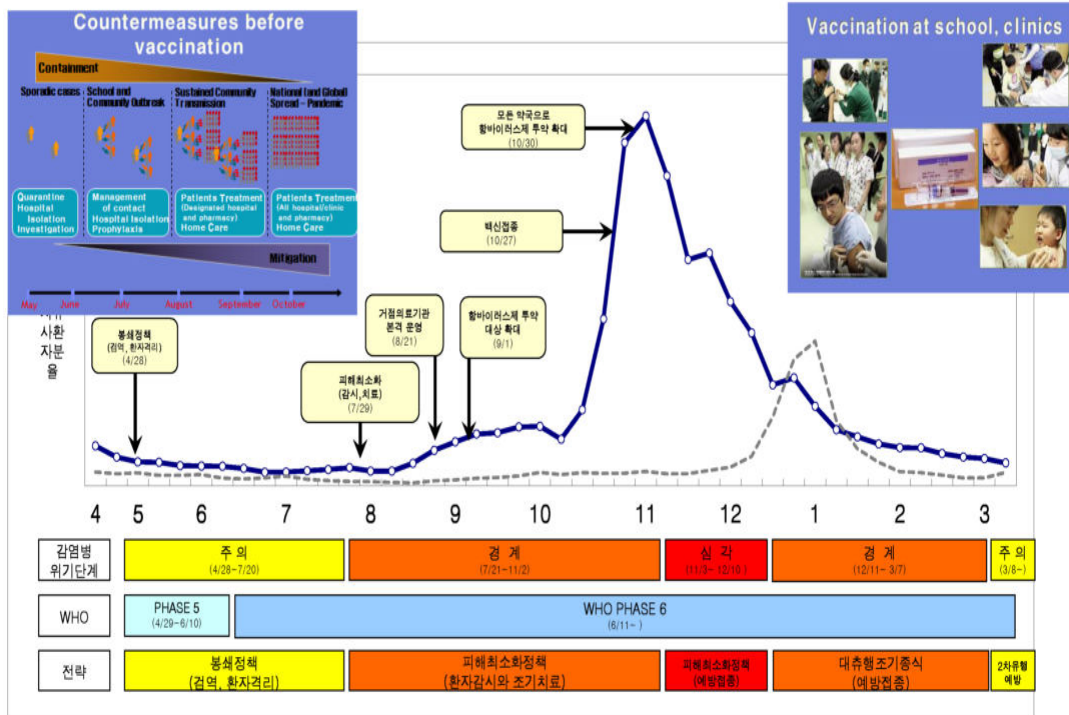 Countermeasures before
vaccination
Containment
Sporadic cases
School and
Community Outbreak
Sustained Community
Transmission
National (and Global)
Spread – Pandemic
Quarantine
Hospital
Isolation
Investigation
Management
of contact
Hospital Isolation
Prophylaxis
Patients Treatment
(Designated hospital
and pharmacy)
Home Care
Patients Treatment
(All hospital/clinic
and pharmacy)
Home Care
Mitigation
May June July August September October
Vaccination at school, clinics
사환
자분
율
봉쇄정책
(검역, 환자격리)
(4/28)
피해최소화
(감시,치료)
(7/29)
거점의료기관
본격 운영
(8/21)
항바이러스제 투약
대상 확대
(9/1)
백신접종
(10/27)
모든 약국으로
항바이러스제 투약 확대
(10/30)
4 5 6 7 8 9 10 11 12 1 2 3
감염병
위기단계
주 의
(4/28~7/20)
경 계
(7/21~11/2)
심 각
(11/3~ 12/10 )
경 계
(12/11~ 3/7)
주 의
(3/8~)
WHO
PHASE 5
(4/29~6/10)
WHO PHASE 6
(6/11~ )
전략
봉쇄정책
(검역, 환자격리)
피해최소화정책
(환자감시와 조기치료)
피해최소화정책
(예방접종)
대츄행조기종식
(예방접종)
2차유행
예방